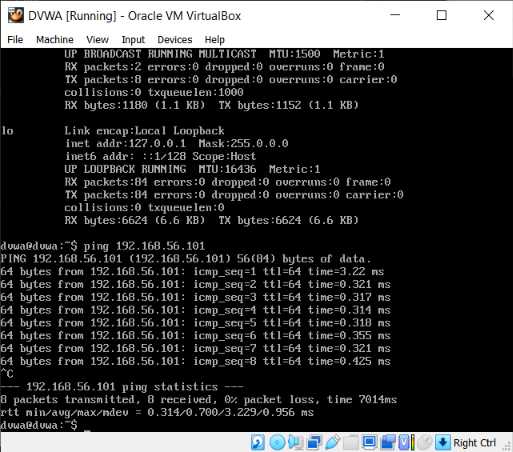 DVWA [Running] - Oracle VM VirtualBox
File Machine View Input Devices Help
UP BROADCAST RUNNING MULTICAST MTU:1500 Metric:1
RX packets:2 errors:0 dropped:0 overruns:0 frame:0
TX packets:8 errors:0 dropped:0 overruns:0 carrier:0
collisions:0 txqueuelen:1000
RX bytes:1180 (1.1 KB) TX bytes:1152 (1.1 KB)
lo Link encap:Local Loopback
inet addr:127.0.0.1 Mask:255.0.0.0
inet6 addr: ::1/128 Scope:Host
UP LOOPBACK RUNNING MTU:16436 Metric:1
RX packets:84 errors:0 dropped:0 overruns:0 frame:0
TX packets:84 errors:0 dropped:0 overruns:0 carrier:0
collisions:0 txqueuelen:0
RX bytes:6624 (6.6 KB) TX bytes:6624 (6.6 KB)
dvwa@dvwa:~$ ping 192.168.56.101
PING 192.168.56.101 (192.168.56.101) 56(84) bytes of data.
64 bytes from 192.168.56.101: icmp_seq=1 ttl=64 time=3.22 ms
64 bytes from 192.168.56.101: icmp_seq=2 ttl=64 time=0.321 ms
64 bytes from 192.168.56.101: icmp_seq=3 ttl=64 time=0.317 ms
64 bytes from 192.168.56.101: icmp_seq=4 ttl=64 time=0.314 ms
64 bytes from 192.168.56.101: icmp_seq=5 ttl=64 time=0.318 ms
64 bytes from 192.168.56.101: icmp_seq=6 ttl=64 time=0.355 ms
64 bytes from 192.168.56.101: icmp_seq=7 ttl=64 time=0.321 ms
64 bytes from 192.168.56.101: icmp_seq=8 ttl=64 time=0.425 ms
^C
--- 192.168.56.101 ping statistics ---
8 packets transmitted, 8 received, 0% packet loss, time 7014ms
rtt min/avg/max/mdev = 0.314/0.700/3.229/0.956 ms
dvwa@dvwa:~$ _
Right Ctrl